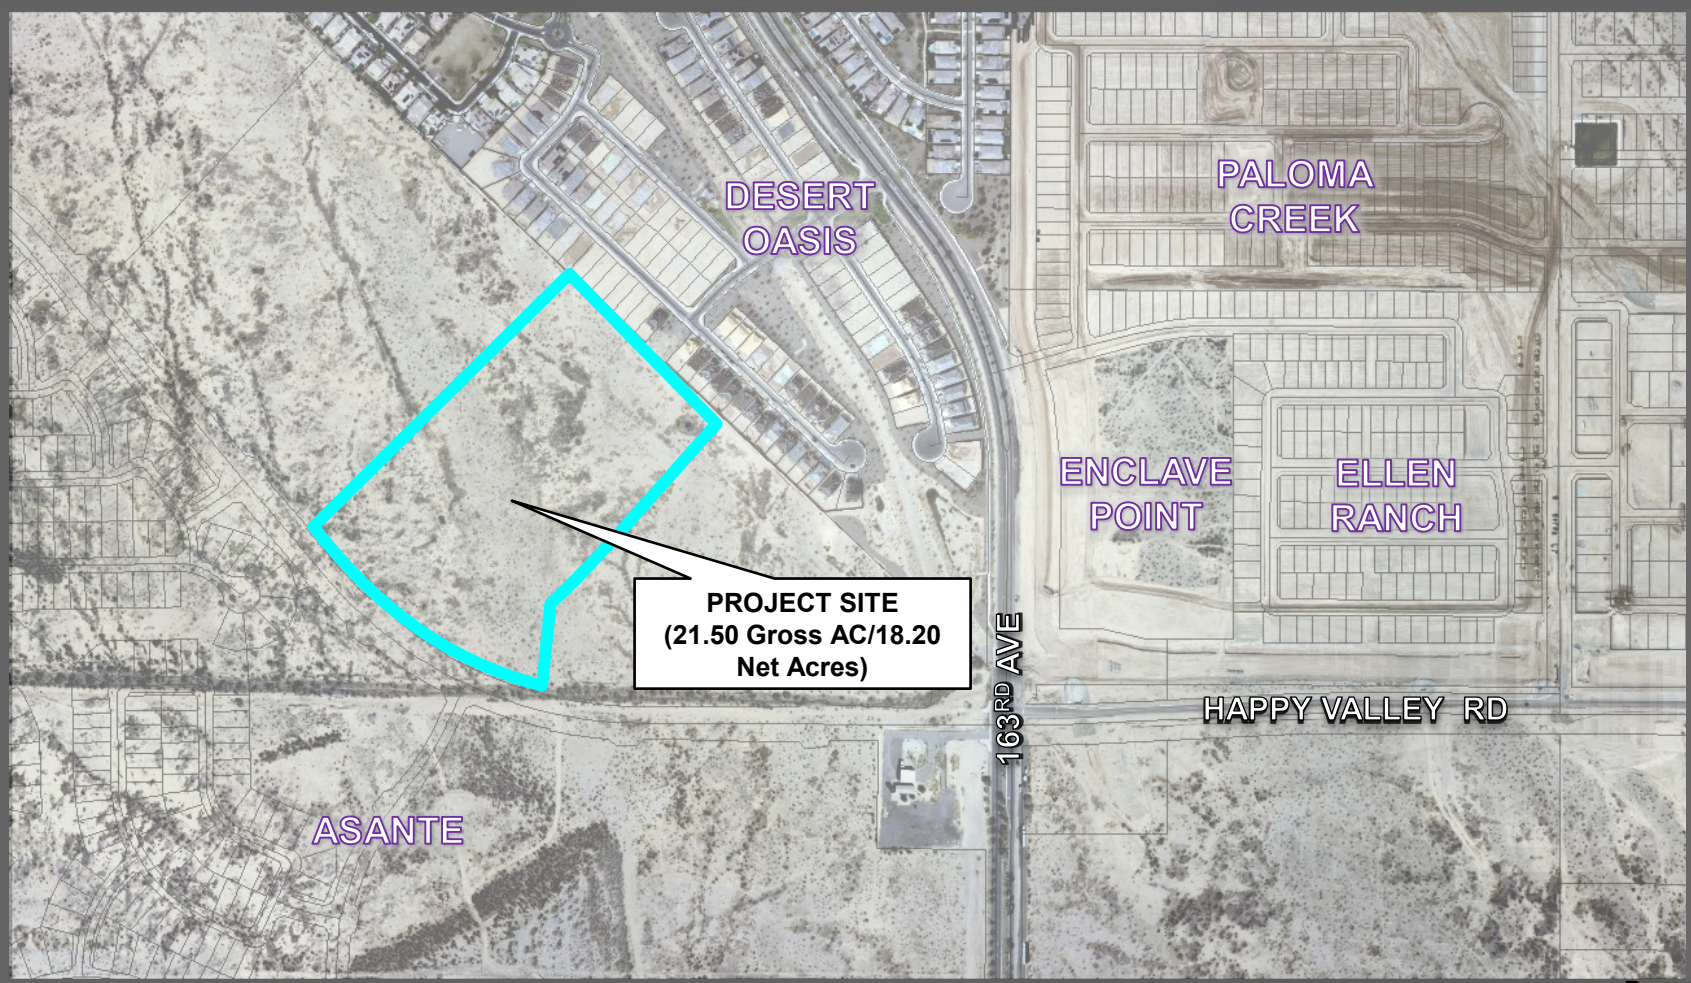 DESERT
OASIS
PALOMA
CREEK
ENCLAVE
POINT
ELLEN
RANCH
PROJECT SITE
(21.50 Gross AC/18.20
Net Acres)
163RD AVE
HAPPY VALLEY RD
ASANTE